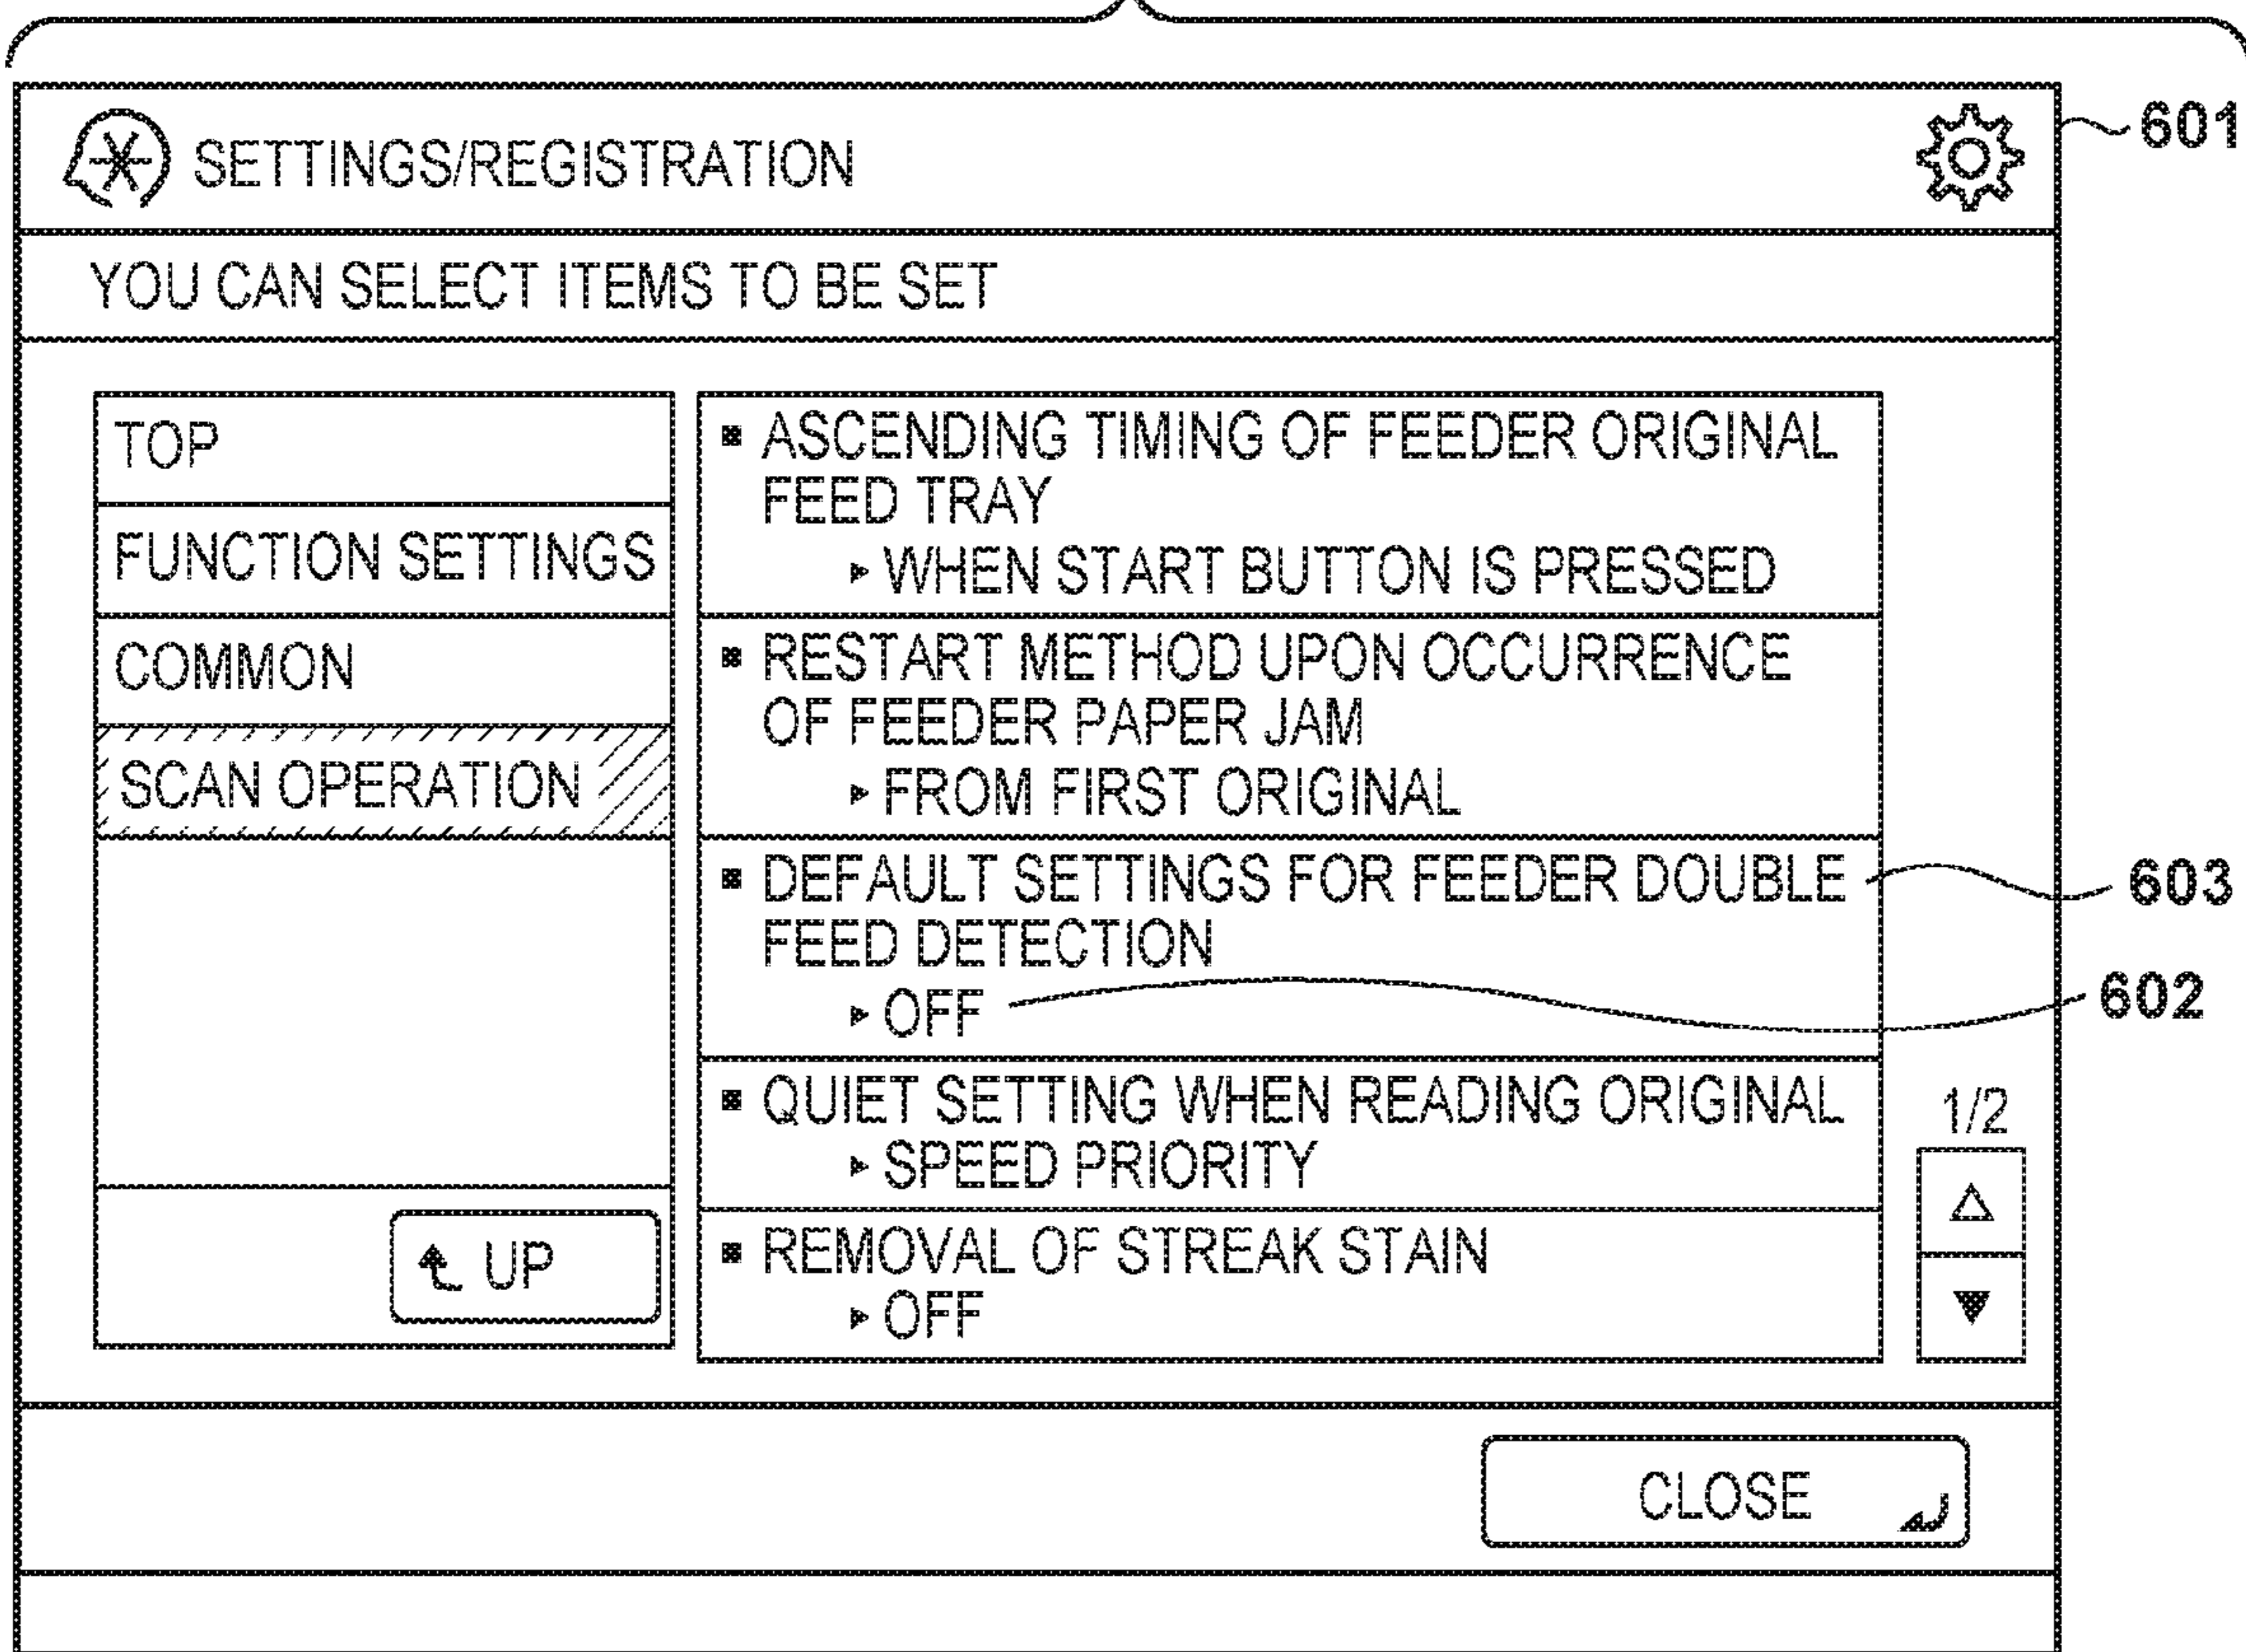 601
SETTINGS/REGISTRATION
YOU CAN SELECT ITEMS TO BE SET
TOP
FUNCTION SETTINGS
COMMON
SCAN OPERATION
UP
▪ ASCENDING TIMING OF FEEDER ORIGINAL
FEED TRAY
▸ WHEN START BUTTON IS PRESSED
▪ RESTART METHOD UPON OCCURRENCE
OF FEEDER PAPER JAM
▸ FROM FIRST ORIGINAL
▪ DEFAULT SETTINGS FOR FEEDER DOUBLE
FEED DETECTION
▸ OFF
603
602
▪ QUIET SETTING WHEN READING ORIGINAL
▸ SPEED PRIORITY
▪ REMOVAL OF STREAK STAIN
▸ OFF
1/2
CLOSE